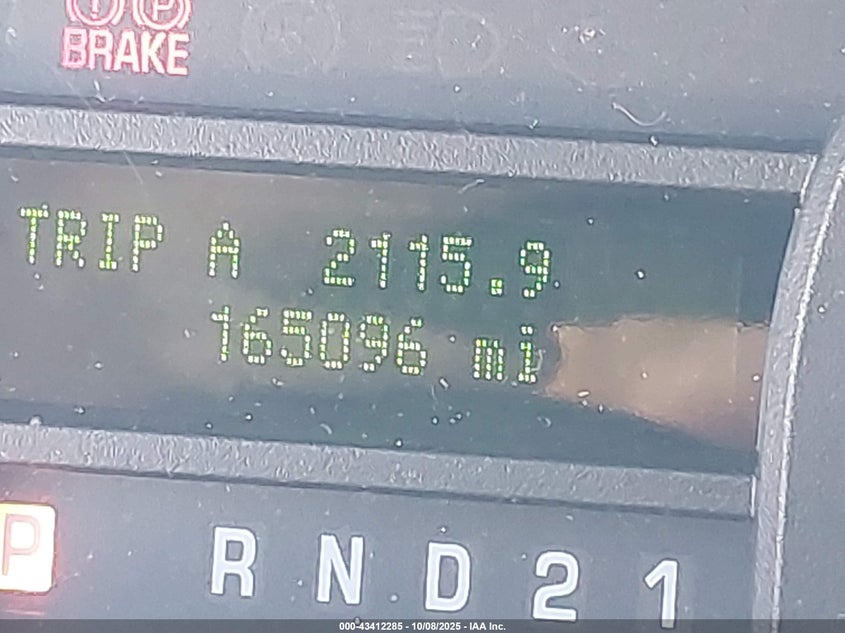 BRAKE
TRIP A 2115.9
165096 mi
P R N D 2 1
000-43412285 - 10/08/2025 - IAA Inc.